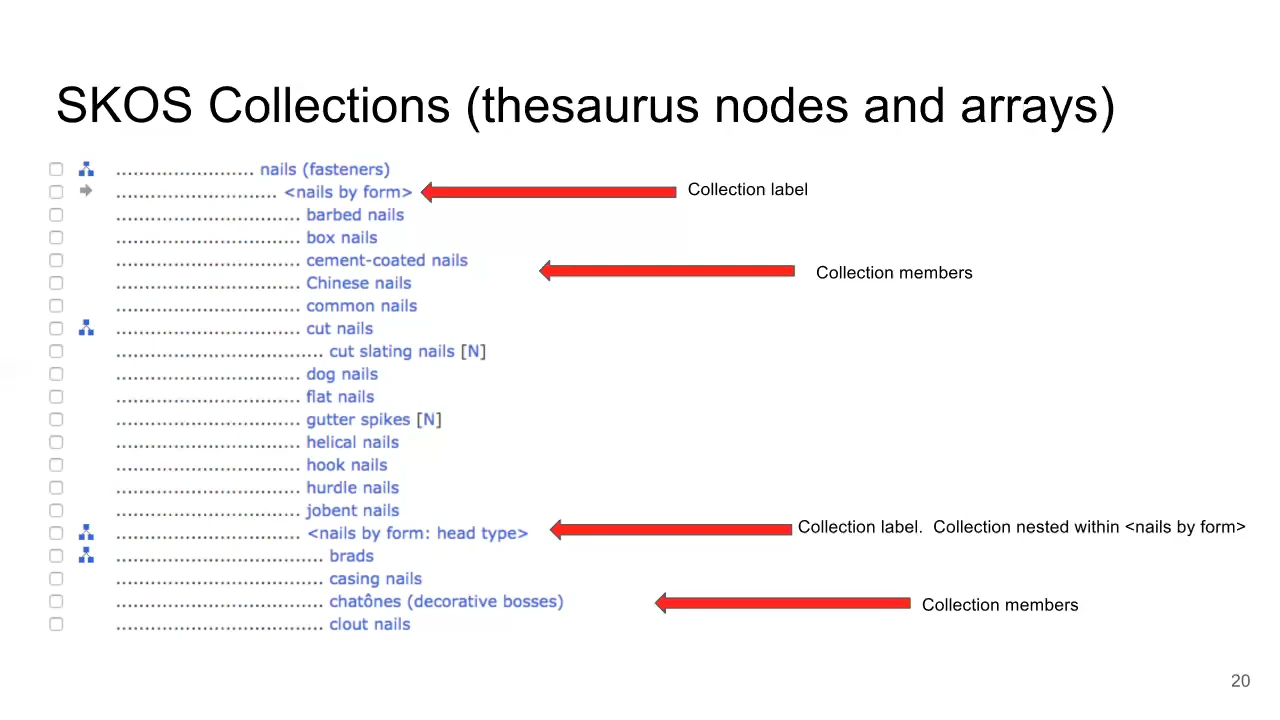 SKOS Collections (thesaurus nodes and arrays)
........................ nails (fasteners)
............................ <nails by form>
Collection label
................................ barbed nails
................................ box nails
................................ cement-coated nails
Collection members
................................ Chinese nails
................................ common nails
................................ cut nails
.................................... cut slating nails [N]
................................ dog nails
................................ flat nails
................................ gutter spikes [N]
................................ helical nails
................................ hook nails
................................ hurdle nails
................................ jobent nails
................................ <nails by form: head type>
Collection label.  Collection nested within <nails by form>
.................................... brads
.................................... casing nails
.................................... chatônes (decorative bosses)
Collection members
.................................... clout nails
20